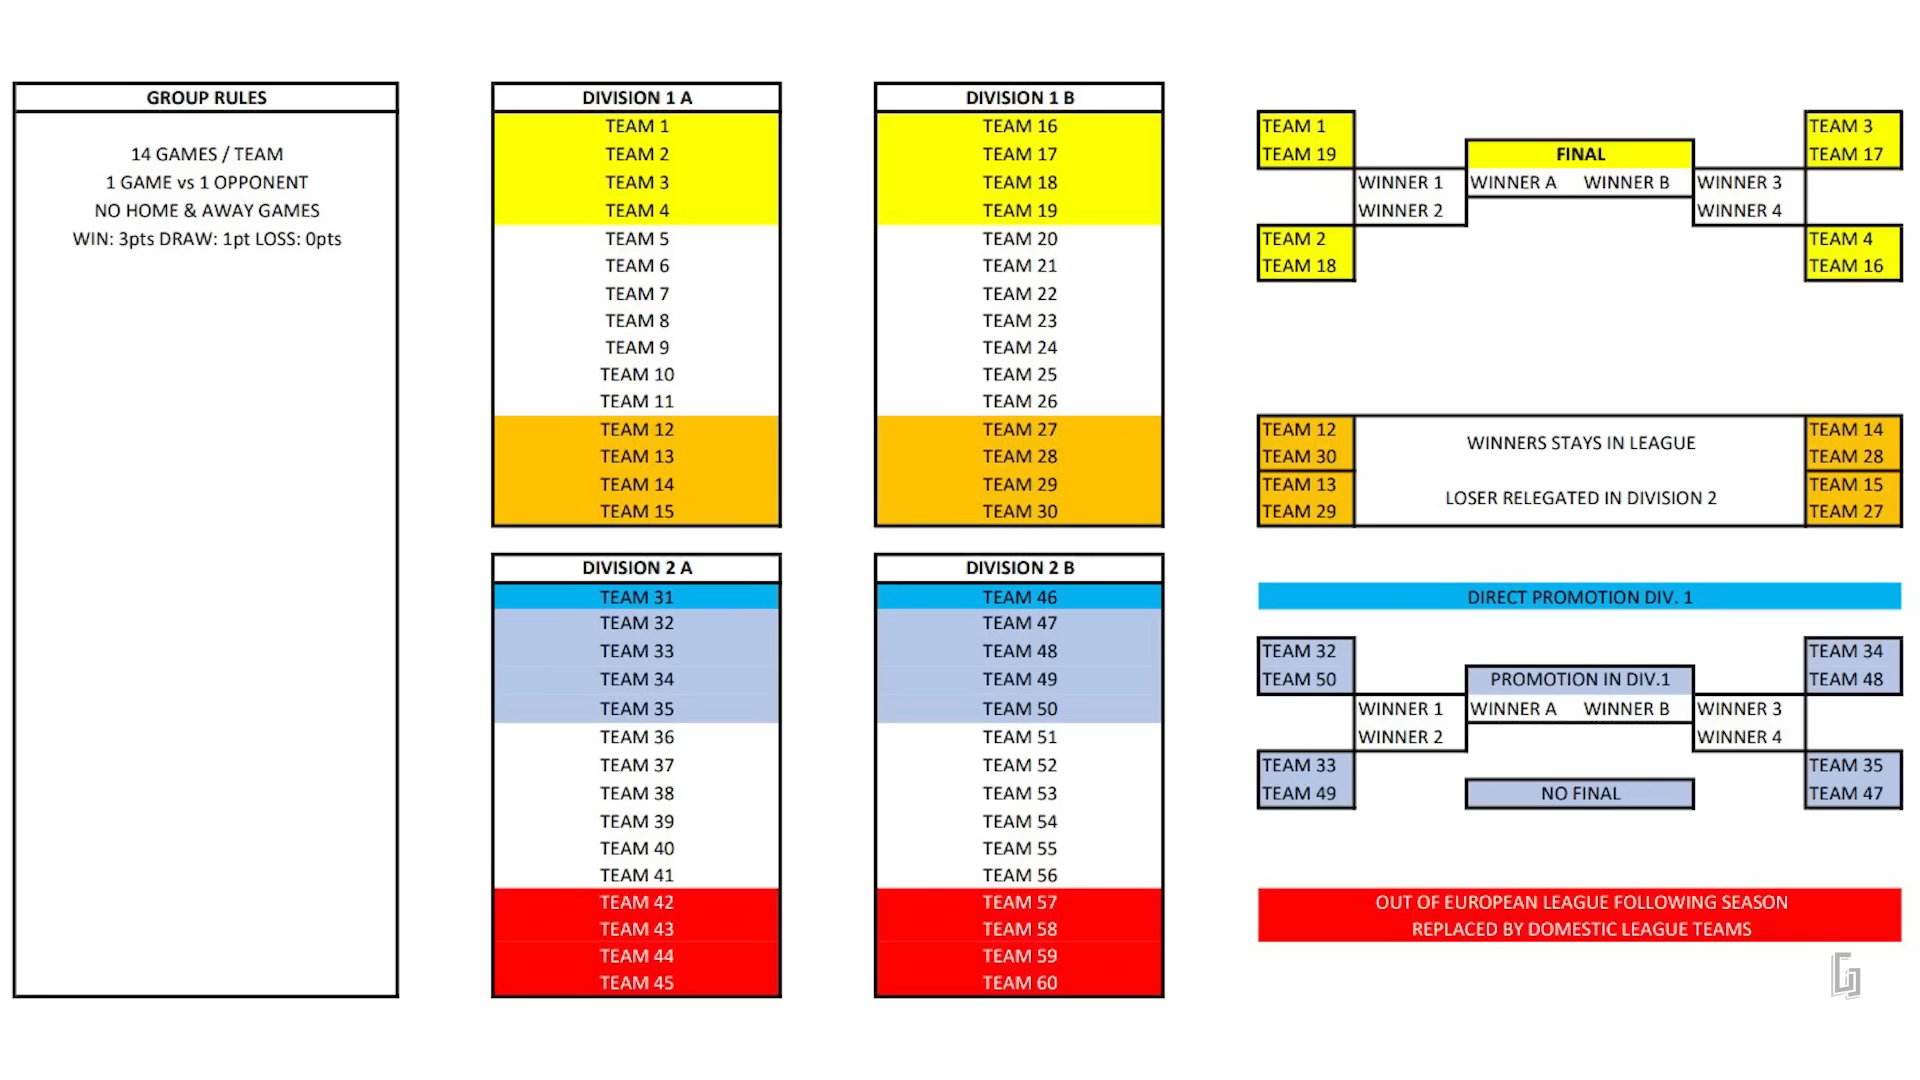 GROUP RULES
14 GAMES / TEAM
1 GAME vs 1 OPPONENT
NO HOME & AWAY GAMES
WIN: 3pts DRAW: 1pt LOSS: 0pts
DIVISION 1 A
TEAM 1
TEAM 2
TEAM 3
TEAM 4
TEAM 5
TEAM 6
TEAM 7
TEAM 8
TEAM 9
TEAM 10
TEAM 11
TEAM 12
TEAM 13
TEAM 14
TEAM 15
DIVISION 1 B
TEAM 16
TEAM 17
TEAM 18
TEAM 19
TEAM 20
TEAM 21
TEAM 22
TEAM 23
TEAM 24
TEAM 25
TEAM 26
TEAM 27
TEAM 28
TEAM 29
TEAM 30
TEAM 1
TEAM 19
TEAM 2
TEAM 18
WINNER 1
WINNER 2
FINAL
WINNER A WINNER B
WINNER 3
WINNER 4
TEAM 3
TEAM 17
TEAM 4
TEAM 16
TEAM 12
TEAM 30
TEAM 13
TEAM 29
WINNERS STAYS IN LEAGUE
LOSER RELEGATED IN DIVISION 2
TEAM 14
TEAM 28
TEAM 15
TEAM 27
DIVISION 2 A
TEAM 31
TEAM 32
TEAM 33
TEAM 34
TEAM 35
TEAM 36
TEAM 37
TEAM 38
TEAM 39
TEAM 40
TEAM 41
TEAM 42
TEAM 43
TEAM 44
TEAM 45
DIVISION 2 B
TEAM 46
TEAM 47
TEAM 48
TEAM 49
TEAM 50
TEAM 51
TEAM 52
TEAM 53
TEAM 54
TEAM 55
TEAM 56
TEAM 57
TEAM 58
TEAM 59
TEAM 60
DIRECT PROMOTION DIV. 1
TEAM 32
TEAM 50
TEAM 33
TEAM 49
WINNER 1
WINNER 2
PROMOTION IN DIV.1
WINNER A WINNER B
NO FINAL
WINNER 3
WINNER 4
TEAM 34
TEAM 48
TEAM 35
TEAM 47
OUT OF EUROPEAN LEAGUE FOLLOWING SEASON
REPLACED BY DOMESTIC LEAGUE TEAMS